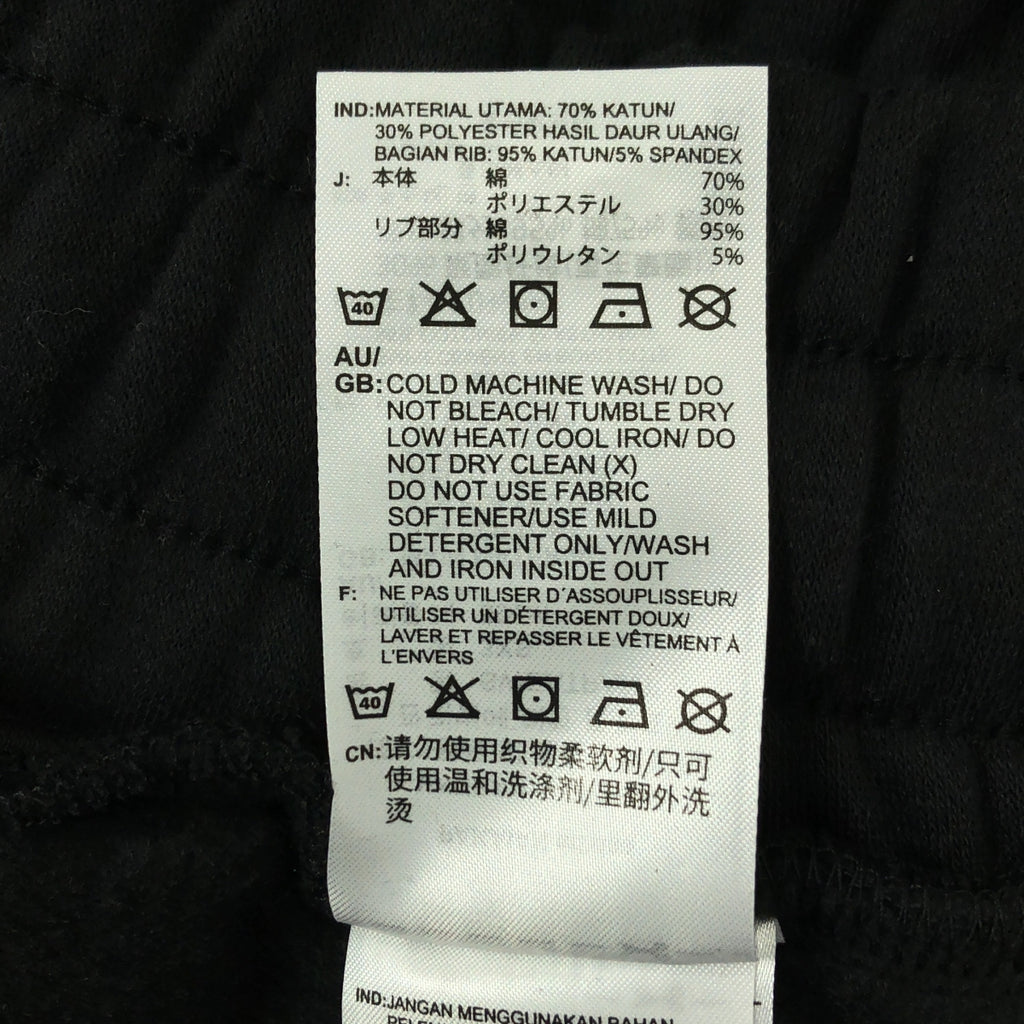 IND:MATERIAL UTAMA: 70% KATUN/
30% POLYESTER HASIL DAUR ULANG/
BAGIAN RIB: 95% KATUN/5% SPANDEX
J: 本体 綿 70%
ポリエステル 30%
リブ部分 綿 95%
ポリウレタン 5%
40
AU/
GB:COLD MACHINE WASH/ DO
NOT BLEACH/ TUMBLE DRY
LOW HEAT/ COOL IRON/ DO
NOT DRY CLEAN (X)
DO NOT USE FABRIC
SOFTENER/USE MILD
DETERGENT ONLY/WASH
AND IRON INSIDE OUT
F: NE PAS UTILISER D´ASSOUPLISSEUR/
UTILISER UN DÉTERGENT DOUX/
LAVER ET REPASSER LE VÊTEMENT À
L'ENVERS
40
CN:请勿使用织物柔软剂/只可
使用温和洗涤剂/里翻外洗
烫
IND:JANGAN MENGGUNAKAN BAHAN